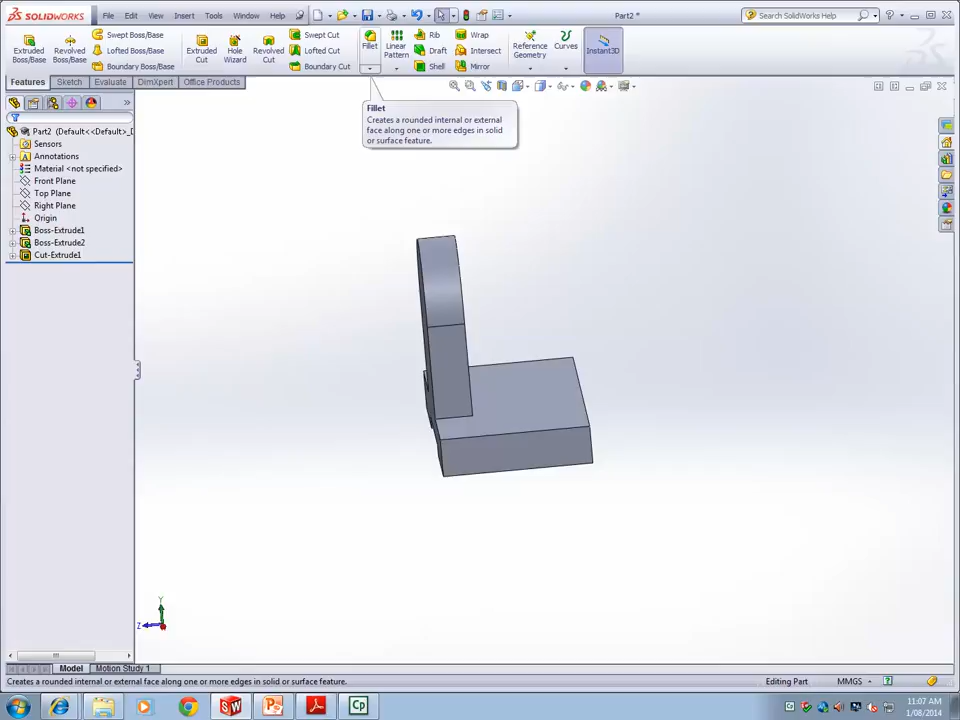 SOLIDWORKS File Edit View Insert Tools Window Help Part2 * Search SolidWorks Help
Extruded Boss/Base
Revolved Boss/Base
Swept Boss/Base
Lofted Boss/Base
Boundary Boss/Base
Extruded Cut
Hole Wizard
Revolved Cut
Swept Cut
Lofted Cut
Boundary Cut
Fillet
Linear Pattern
Rib
Draft
Shell
Wrap
Intersect
Mirror
Reference Geometry
Curves
Instant3D
Features Sketch Evaluate DimXpert Office Products
Fillet
Creates a rounded internal or external
face along one or more edges in solid
or surface feature.
Part2 (Default<<Default>_D
Sensors
Annotations
Material <not specified>
Front Plane
Top Plane
Right Plane
Origin
Boss-Extrude1
Boss-Extrude2
Cut-Extrude1
Y
Z
Model Motion Study 1
Creates a rounded internal or external face along one or more edges in solid or surface feature. Editing Part MMGS
11:07 AM
1/08/2014